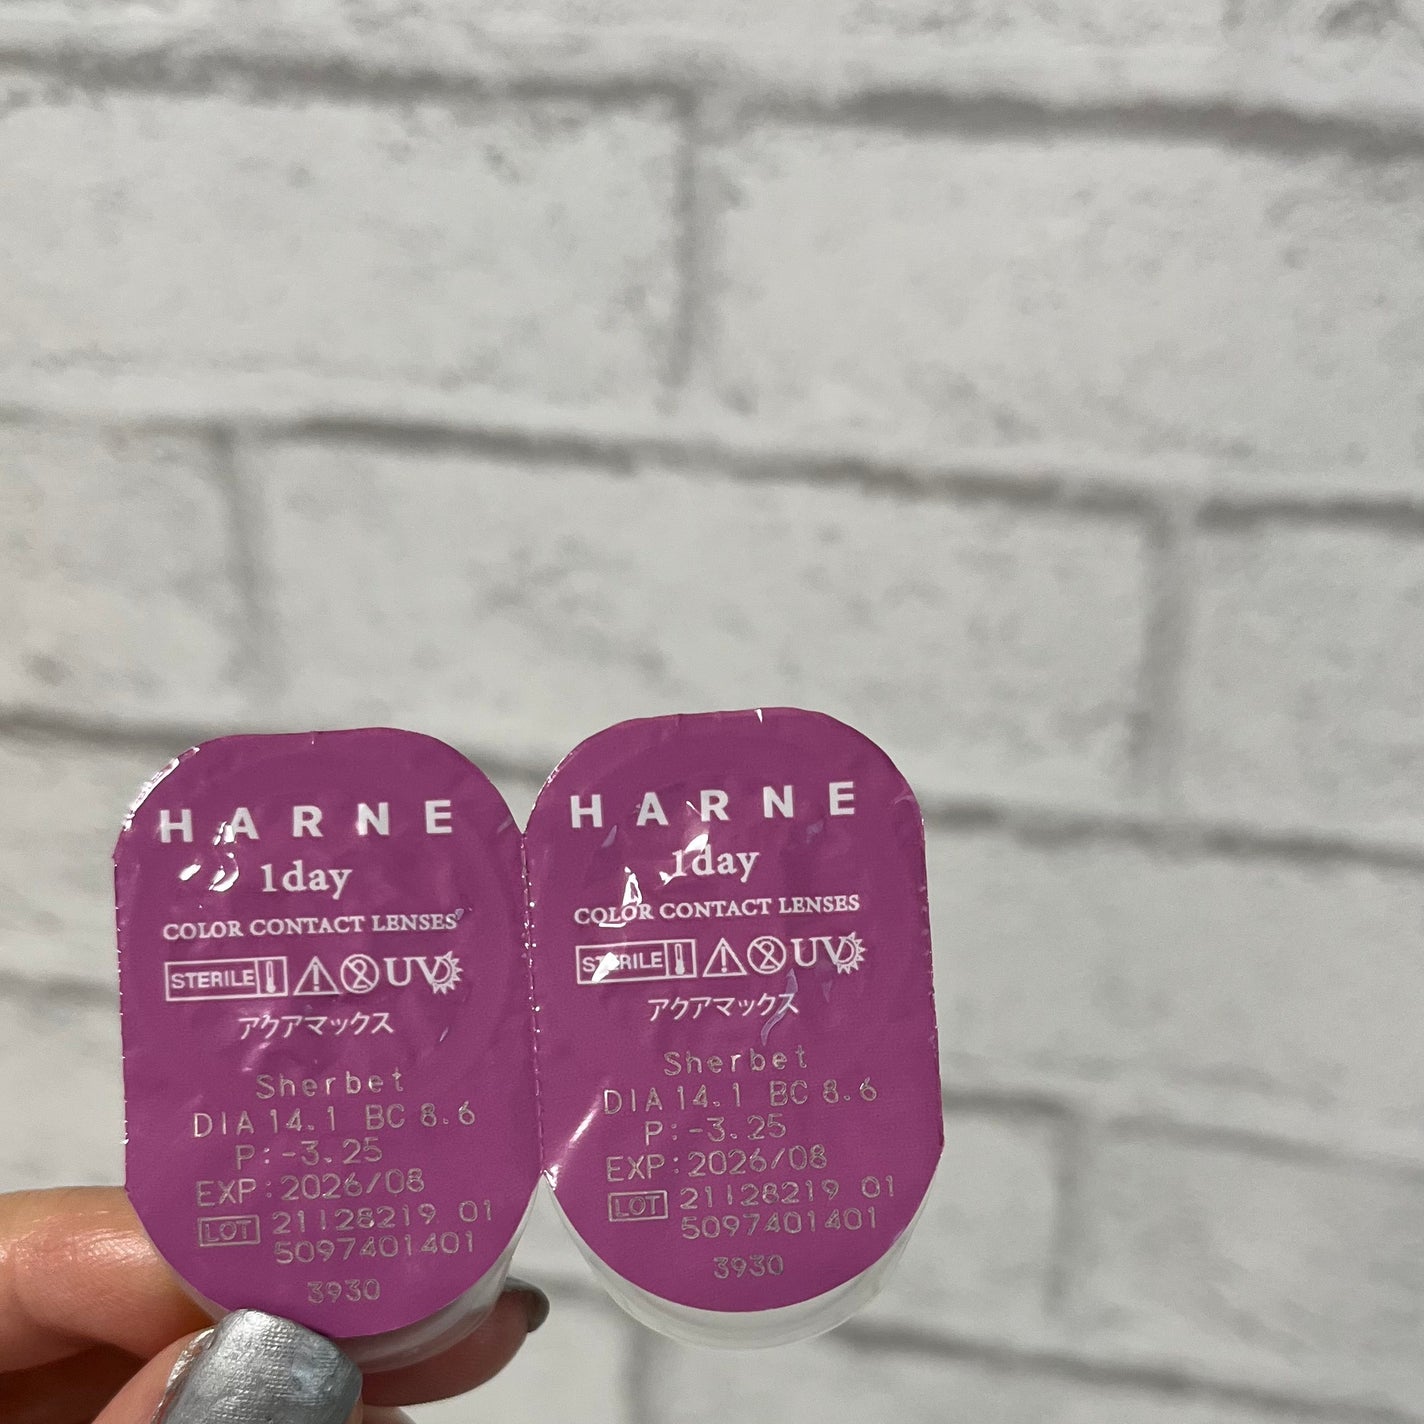 HARNE
1day
COLOR CONTACT LENSES
STERILE UV
アクアマックス
Sherbet
DIA 14.1 BC 8.6
P:-3.25
EXP:2026/08
LOT 21128219 01
5097401401
3930
HARNE
1day
COLOR CONTACT LENSES
STERILE UV
アクアマックス
Sherbet
DIA 14.1 BC 8.6
P:-3.25
EXP:2026/08
LOT 21128219 01
5097401401
3930